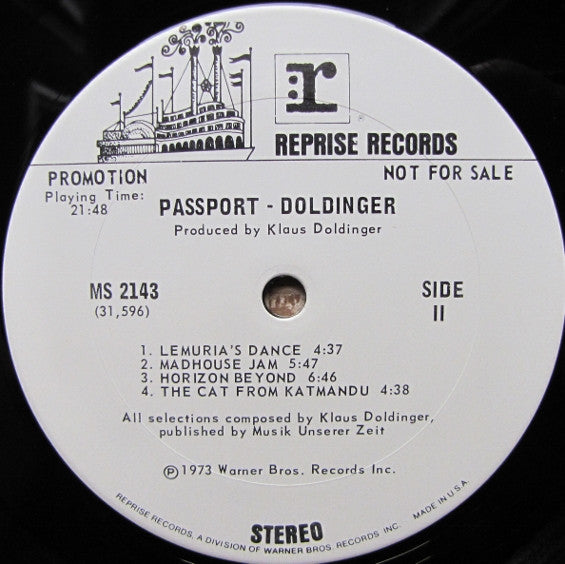 r
REPRISE RECORDS
PROMOTION
NOT FOR SALE
Playing Time:
21:48
PASSPORT - DOLDINGER
Produced by Klaus Doldinger
MS 2143
(31,596)
SIDE
II
1. LEMURIA'S DANCE 4:37
2. MADHOUSE JAM 5:47
3. HORIZON BEYOND 6:46
4. THE CAT FROM KATMANDU 4:38
All selections composed by Klaus Doldinger,
published by Musik Unserer Zeit
℗ 1973 Warner Bros. Records Inc.
STEREO
REPRISE RECORDS, A DIVISION OF WARNER BROS. RECORDS INC. MADE IN U.S.A.